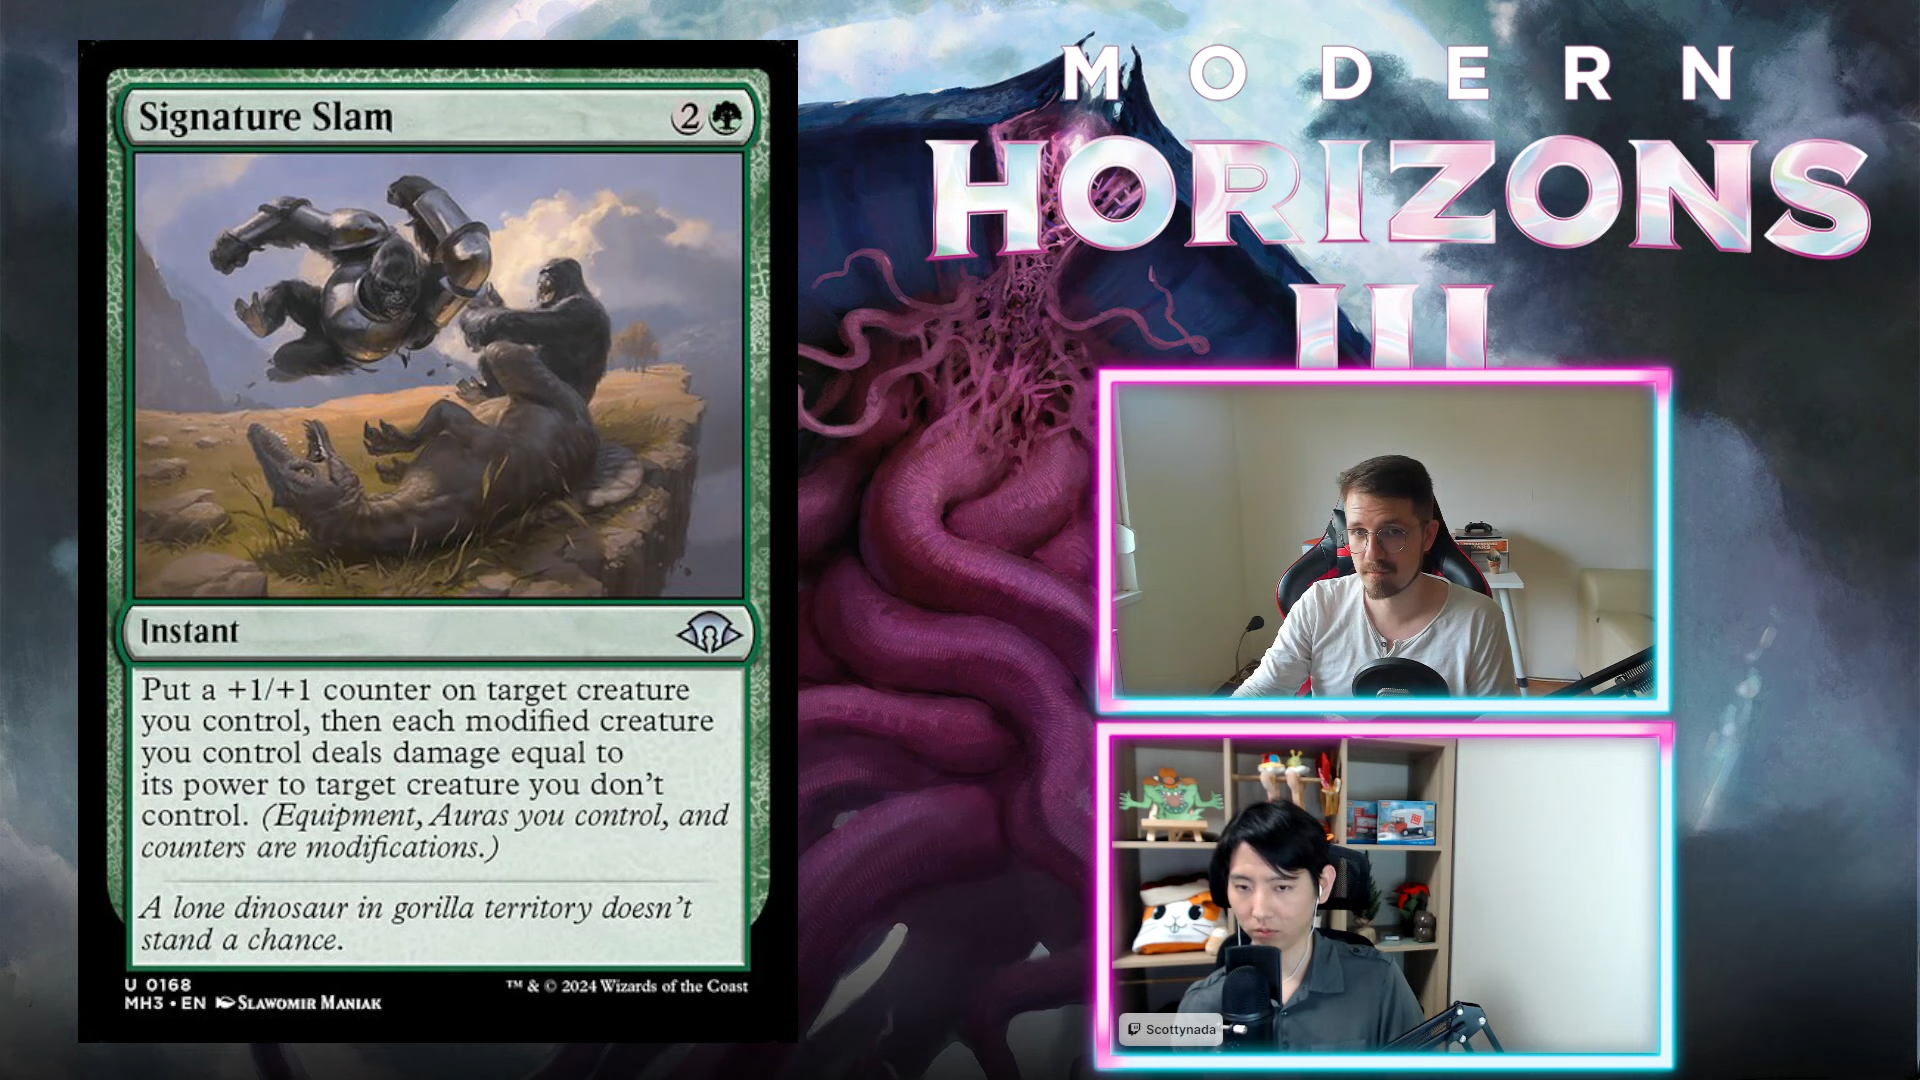 Signature Slam 2
Instant
Put a +1/+1 counter on target creature
you control, then each modified creature
you control deals damage equal to
its power to target creature you don't
control. (Equipment, Auras you control, and
counters are modifications.)
A lone dinosaur in gorilla territory doesn't
stand a chance.
U 0168
MH3 • EN SLAWOMIR MANIAK
™ & © 2024 Wizards of the Coast
MODERN
HORIZONS
III
Scottynada